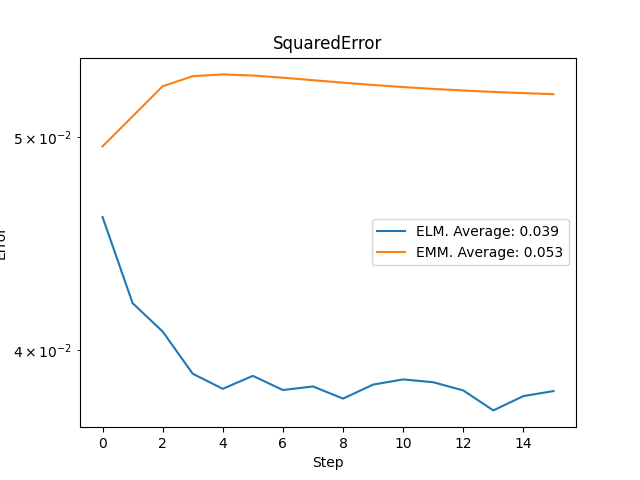 SquaredError
5 × 10⁻²
4 × 10⁻²
Error
ELM. Average: 0.039
EMM. Average: 0.053
0 2 4 6 8 10 12 14
Step